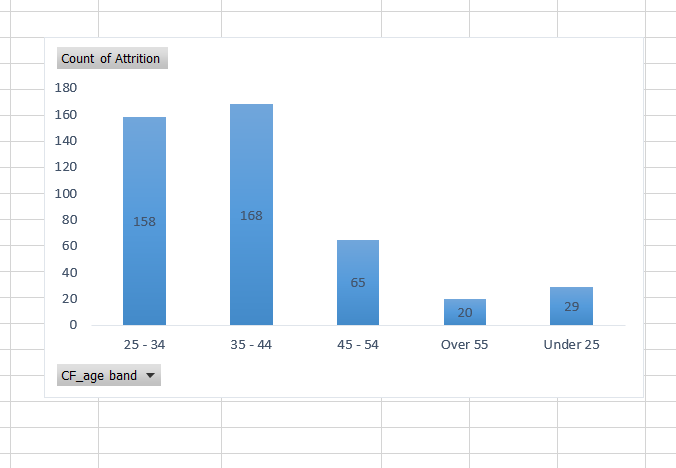 Count of Attrition
180
160
140
120
100
80
60
40
20
0
158
168
65
20
29
25 - 34
35 - 44
45 - 54
Over 55
Under 25
CF_age band